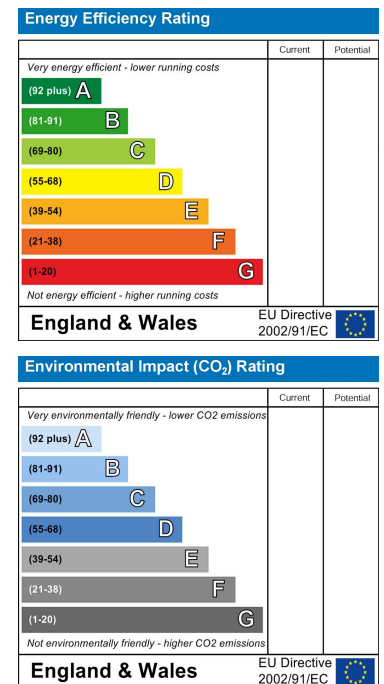 Energy Efficiency Rating
Current Potential
Very energy efficient - lower running costs
(92 plus) A
(81-91) B
(69-80) C
(55-68) D
(39-54) E
(21-38) F
(1-20) G
Not energy efficient - higher running costs
England & Wales
EU Directive
2002/91/EC
Environmental Impact (CO₂) Rating
Current Potential
Very environmentally friendly - lower CO2 emissions
(92 plus) A
(81-91) B
(69-80) C
(55-68) D
(39-54) E
(21-38) F
(1-20) G
Not environmentally friendly - higher CO2 emissions
England & Wales
EU Directive
2002/91/EC